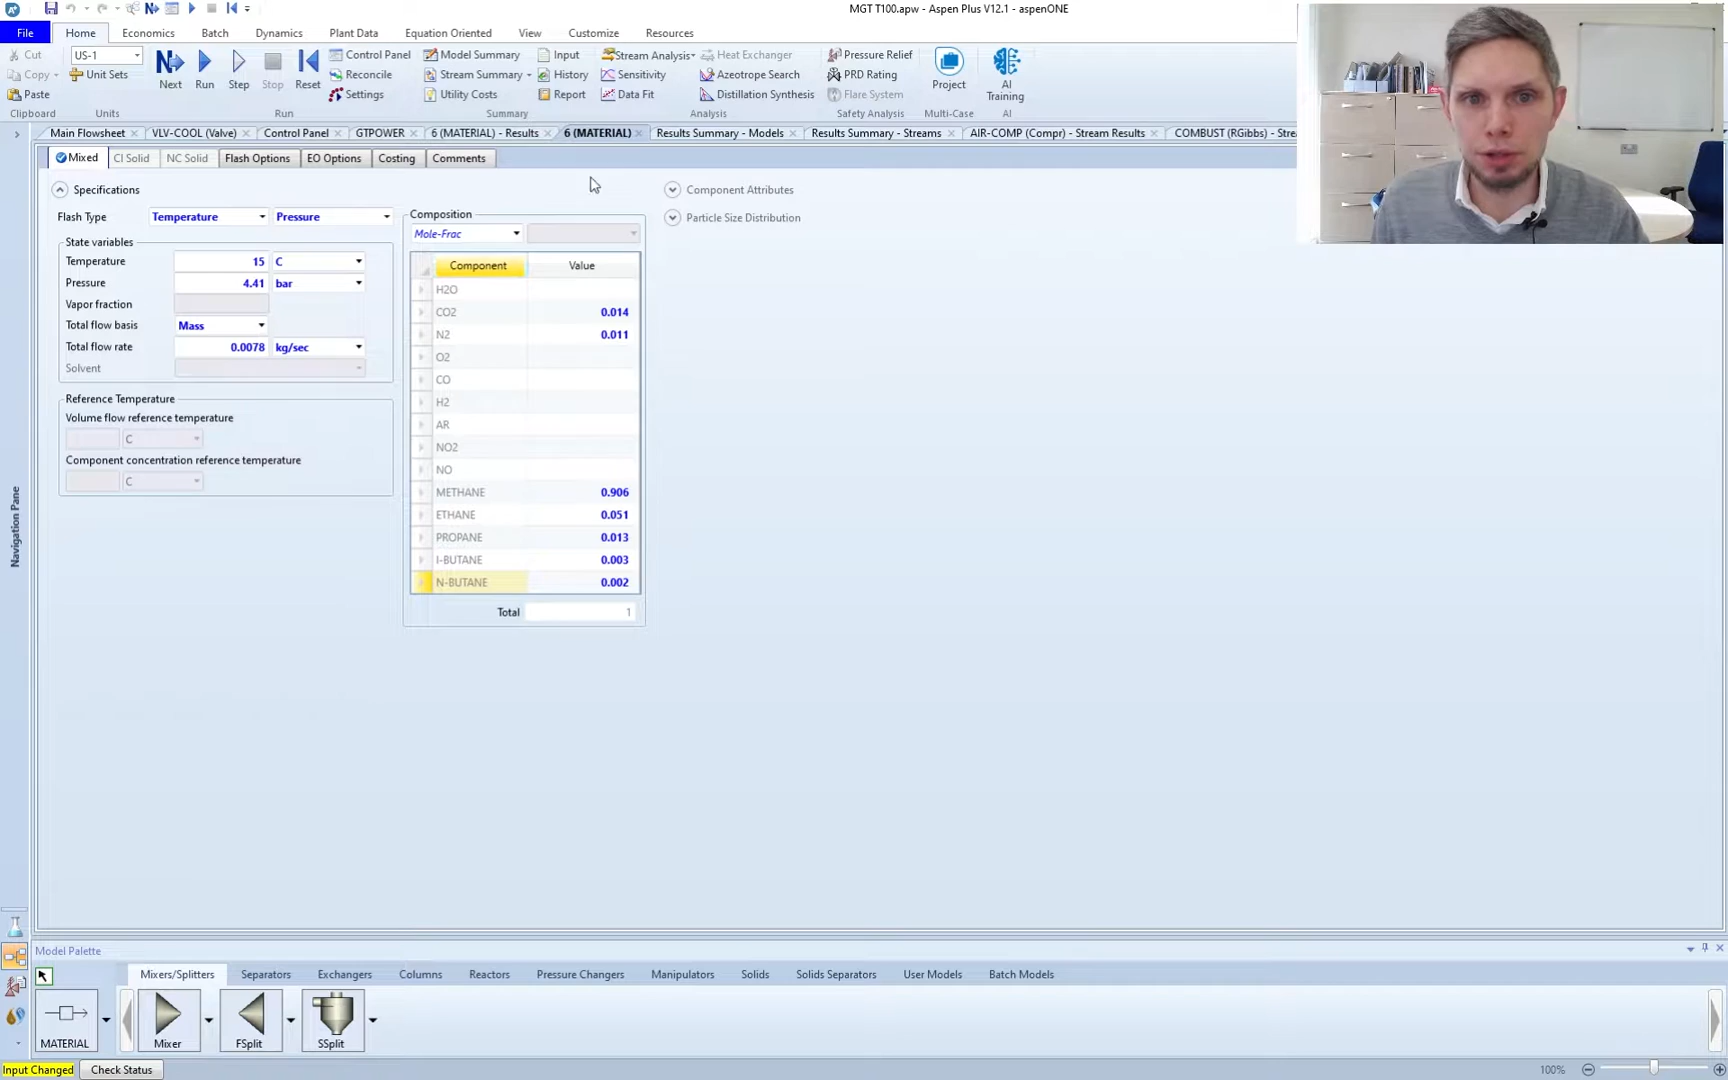 MGT T100.apw - Aspen Plus V12.1 - aspenONE
File Home Economics Batch Dynamics Plant Data Equation Oriented View Customize Resources
Cut US-1 Control Panel Model Summary Input Stream Analysis Heat Exchanger Pressure Relief
Copy Unit Sets Next Run Step Stop Reset Reconcile Stream Summary History Sensitivity Azeotrope Search PRD Rating Project AI Training
Paste Settings Utility Costs Report Data Fit Distillation Synthesis Flare System
Clipboard Units Run Summary Analysis Safety Analysis Multi-Case AI
Main Flowsheet VLV-COOL (Valve) Control Panel GTPOWER 6 (MATERIAL) - Results 6 (MATERIAL) Results Summary - Models Results Summary - Streams AIR-COMP (Compr) - Stream Results COMBUST (RGibbs) - Stre
Mixed CI Solid NC Solid Flash Options EO Options Costing Comments
Specifications
Flash Type Temperature Pressure
State variables
Temperature 15 C
Pressure 4.41 bar
Vapor fraction
Total flow basis Mass
Total flow rate 0.0078 kg/sec
Solvent
Reference Temperature
Volume flow reference temperature
C
Component concentration reference temperature
C
Composition
Mole-Frac
Component Value
H2O
CO2 0.014
N2 0.011
O2
CO
H2
AR
NO2
NO
METHANE 0.906
ETHANE 0.051
PROPANE 0.013
I-BUTANE 0.003
N-BUTANE 0.002
Total 1
Component Attributes
Particle Size Distribution
Navigation Pane
Model Palette
Mixers/Splitters Separators Exchangers Columns Reactors Pressure Changers Manipulators Solids Solids Separators User Models Batch Models
MATERIAL Mixer FSplit SSplit
Input Changed Check Status 100%